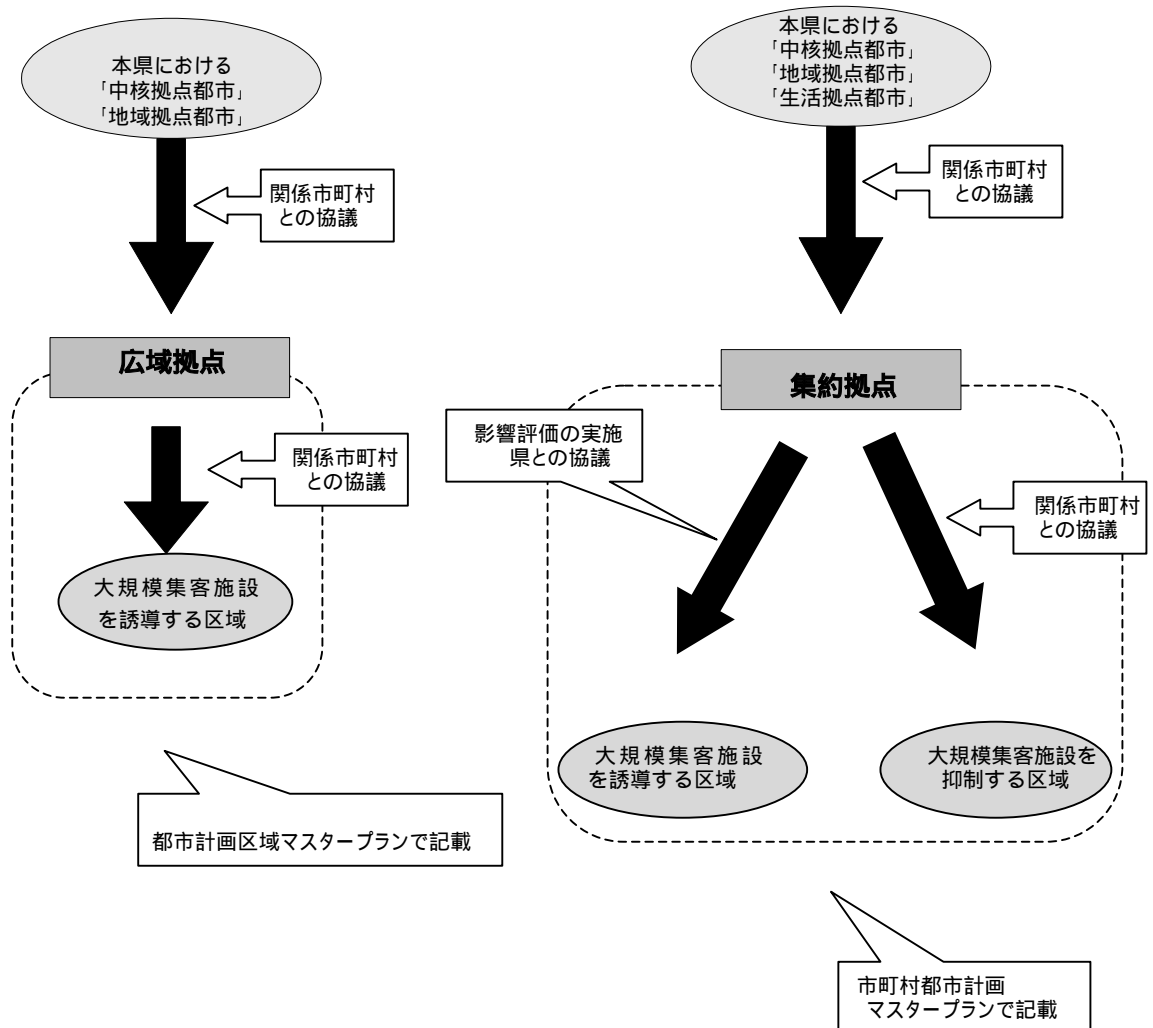 本県における
「中核拠点都市」
「地域拠点都市」
関係市町村
との協議
広域拠点
関係市町村
との協議
大規模集客施設
を誘導する区域
都市計画区域マスタープランで記載
本県における
「中核拠点都市」
「地域拠点都市」
「生活拠点都市」
関係市町村
との協議
集約拠点
影響評価の実施
県との協議
関係市町村
との協議
大規模集客施設
を誘導する区域
大規模集客施設を
抑制する区域
市町村都市計画
マスタープランで記載